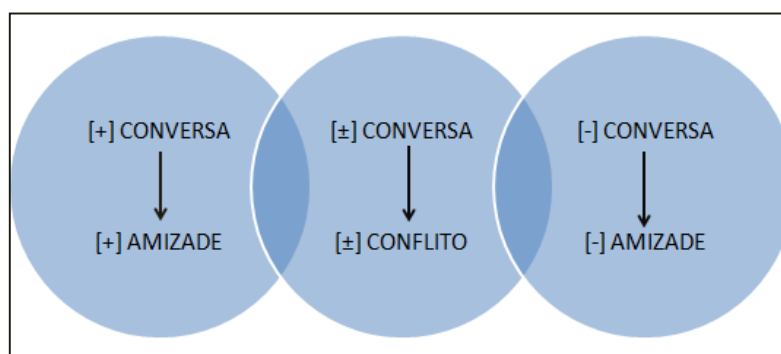 [+] CONVERSA
[+] AMIZADE
[±] CONVERSA
[±] CONFLITO
[-] CONVERSA
[-] AMIZADE